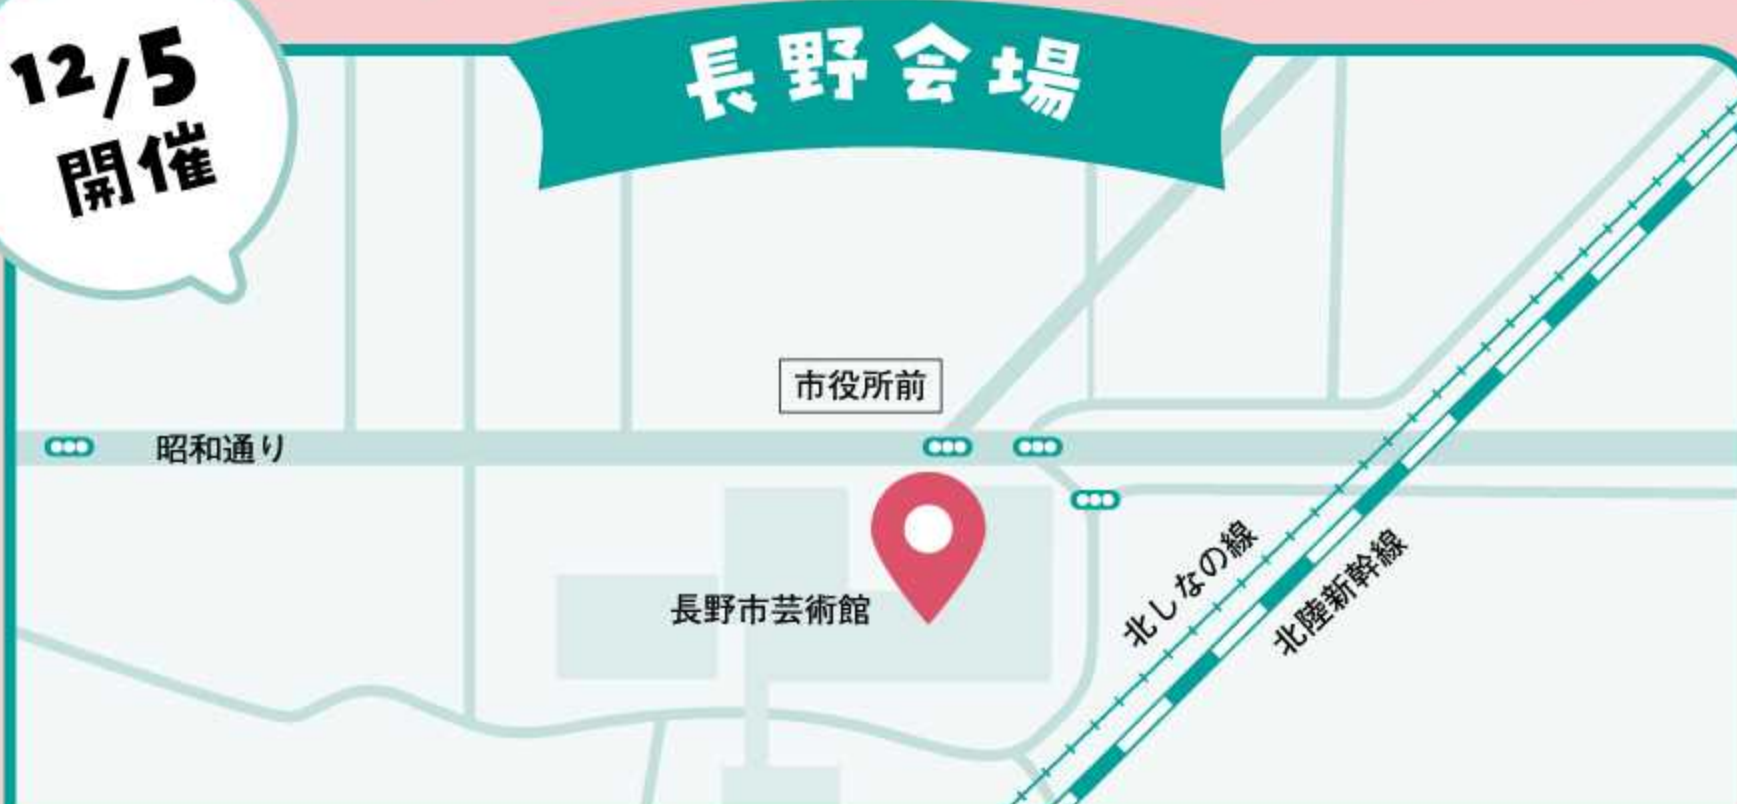 12/5
開催
長野会場
市役所前
昭和通り
長野市芸術館
北しなの線
北陸新幹線